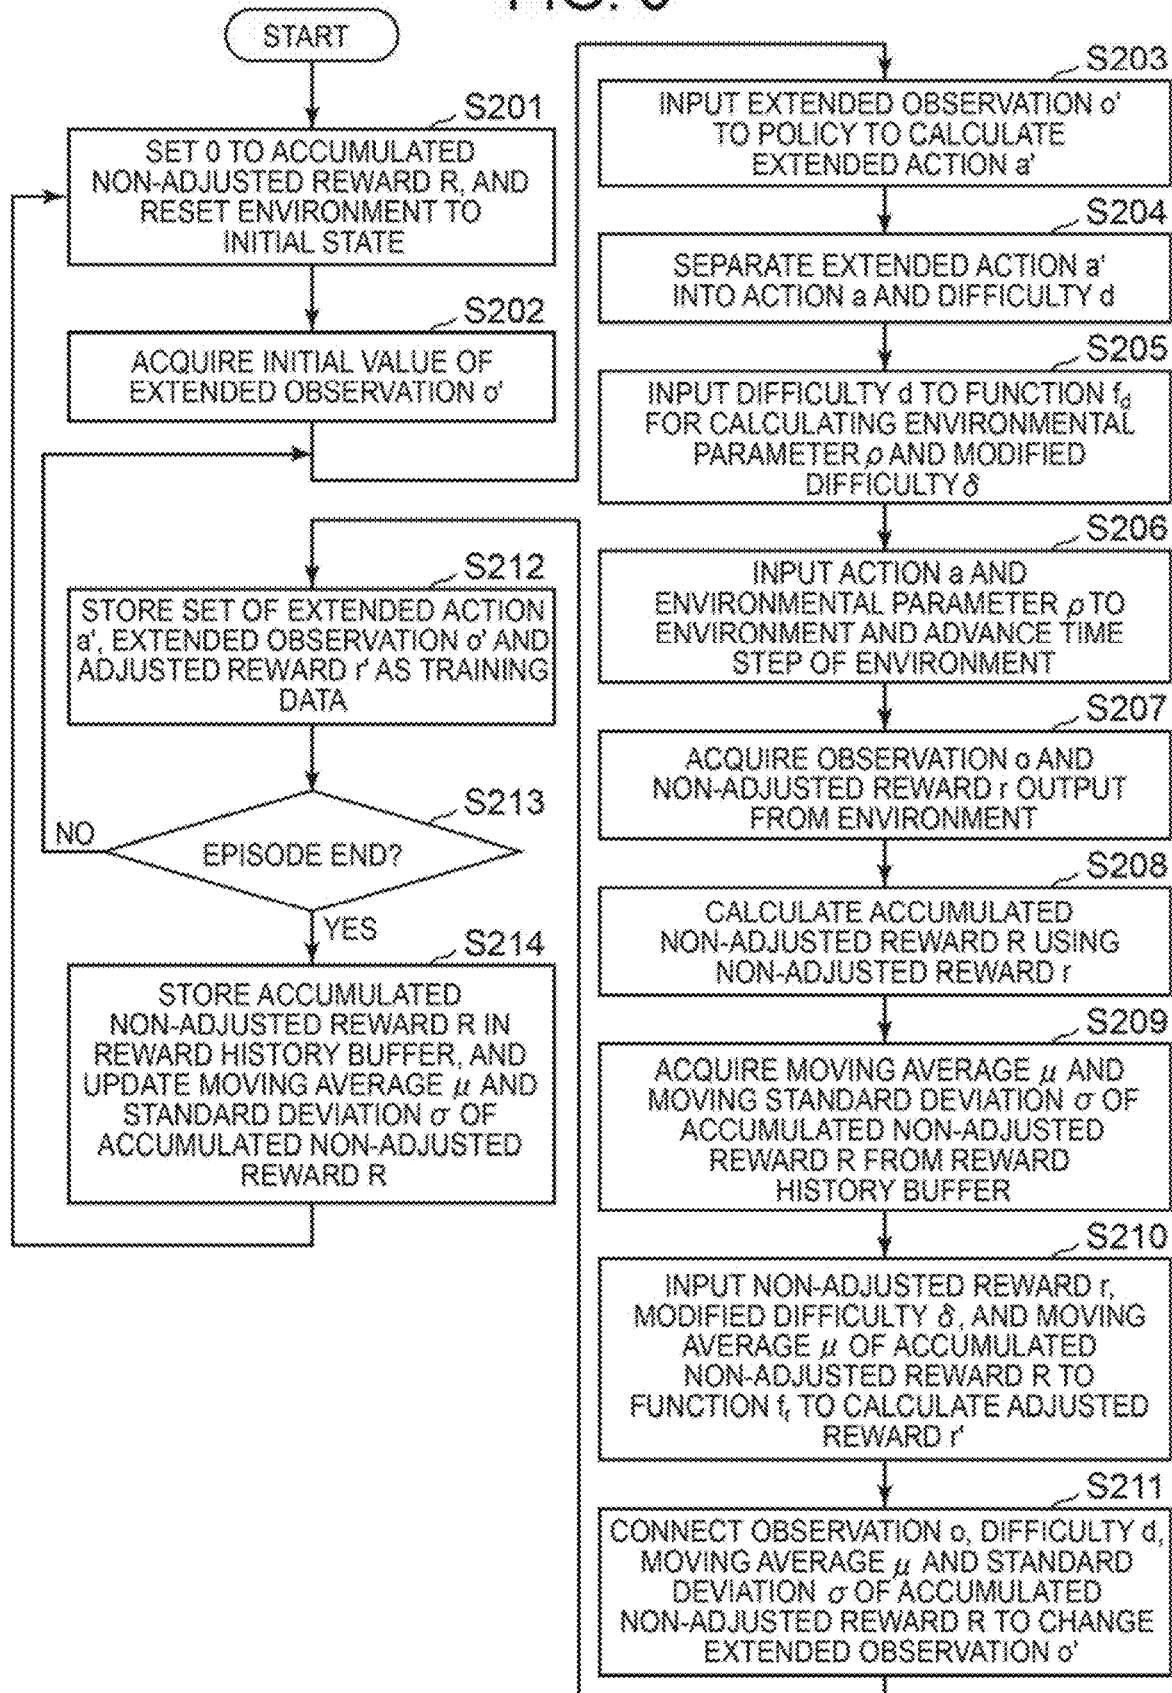 START
S201
SET 0 TO ACCUMULATED
NON-ADJUSTED REWARD R, AND
RESET ENVIRONMENT TO
INITIAL STATE
S202
ACQUIRE INITIAL VALUE OF
EXTENDED OBSERVATION o'
S203
INPUT EXTENDED OBSERVATION o'
TO POLICY TO CALCULATE
EXTENDED ACTION a'
S204
SEPARATE EXTENDED ACTION a'
INTO ACTION a AND DIFFICULTY d
S205
INPUT DIFFICULTY d TO FUNCTION fd
FOR CALCULATING ENVIRONMENTAL
PARAMETER ρ AND MODIFIED
DIFFICULTY δ
S206
INPUT ACTION a AND
ENVIRONMENTAL PARAMETER ρ TO
ENVIRONMENT AND ADVANCE TIME
STEP OF ENVIRONMENT
S207
ACQUIRE OBSERVATION o AND
NON-ADJUSTED REWARD r OUTPUT
FROM ENVIRONMENT
S208
CALCULATE ACCUMULATED
NON-ADJUSTED REWARD R USING
NON-ADJUSTED REWARD r
S209
ACQUIRE MOVING AVERAGE μ AND
MOVING STANDARD DEVIATION σ OF
ACCUMULATED NON-ADJUSTED
REWARD R FROM REWARD
HISTORY BUFFER
S210
INPUT NON-ADJUSTED REWARD r,
MODIFIED DIFFICULTY δ, AND MOVING
AVERAGE μ OF ACCUMULATED
NON-ADJUSTED REWARD R TO
FUNCTION fr TO CALCULATE ADJUSTED
REWARD r'
S211
CONNECT OBSERVATION o, DIFFICULTY d,
MOVING AVERAGE μ AND STANDARD
DEVIATION σ OF ACCUMULATED
NON-ADJUSTED REWARD R TO CHANGE
EXTENDED OBSERVATION o'
S212
STORE SET OF EXTENDED ACTION
a', EXTENDED OBSERVATION o' AND
ADJUSTED REWARD r' AS TRAINING
DATA
S213
EPISODE END?
NO
YES
S214
STORE ACCUMULATED
NON-ADJUSTED REWARD R IN
REWARD HISTORY BUFFER, AND
UPDATE MOVING AVERAGE μ AND
STANDARD DEVIATION σ OF
ACCUMULATED NON-ADJUSTED
REWARD R